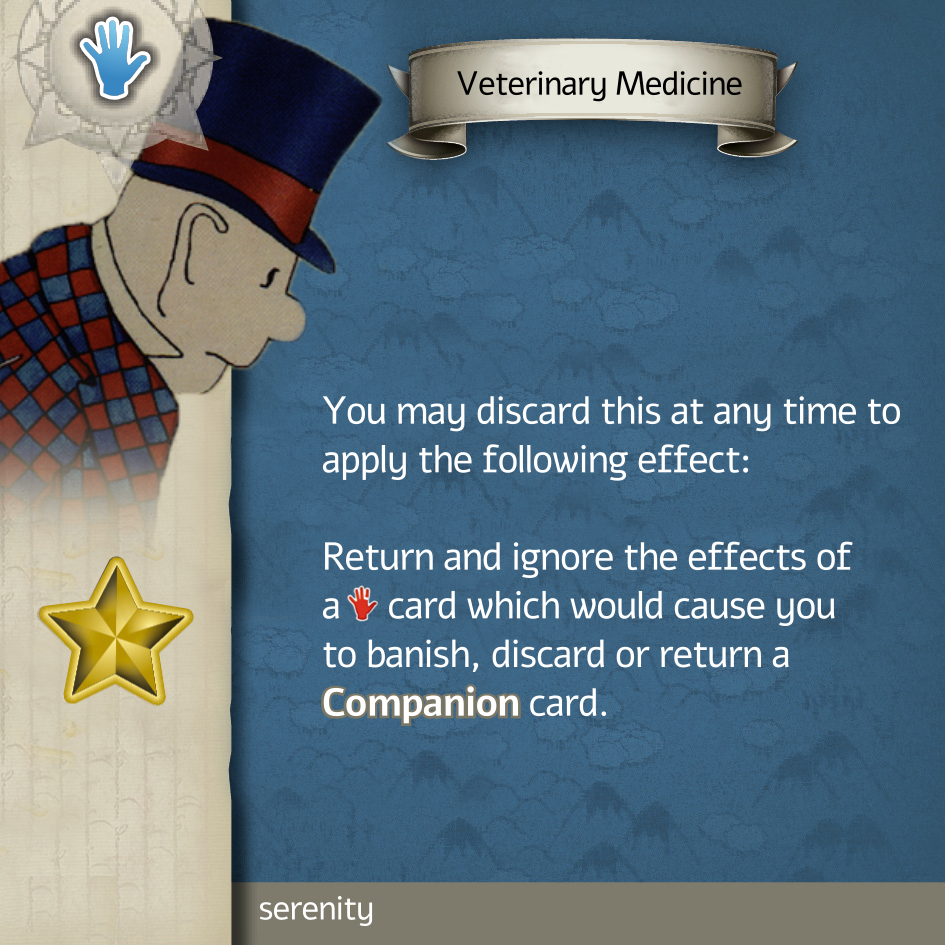 Veterinary Medicine
You may discard this at any time to
apply the following effect:
Return and ignore the effects of
a card which would cause you
to banish, discard or return a
Companion card.
serenity